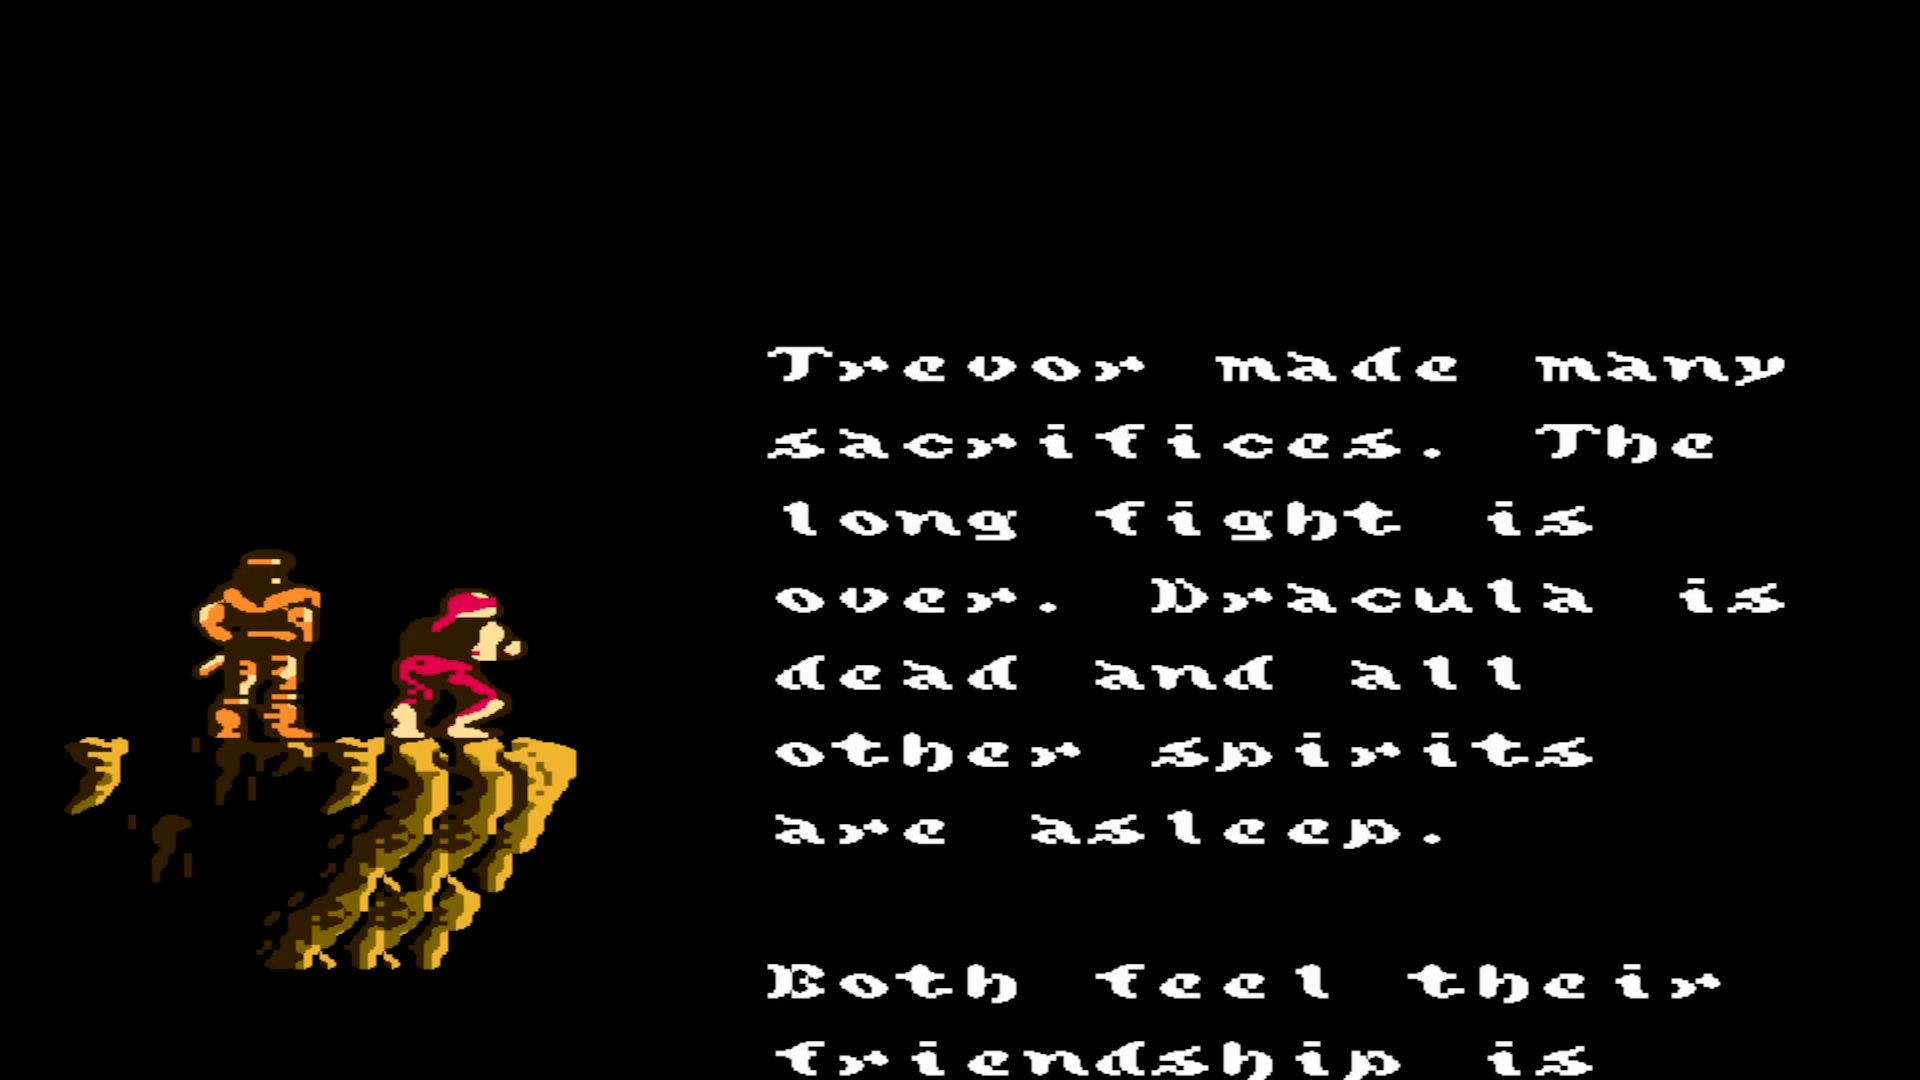 Trevor made many
sacrifices. The
long fight is
over. Dracula is
dead and all
other spirits
are asleep.
Both feel their
friendship is